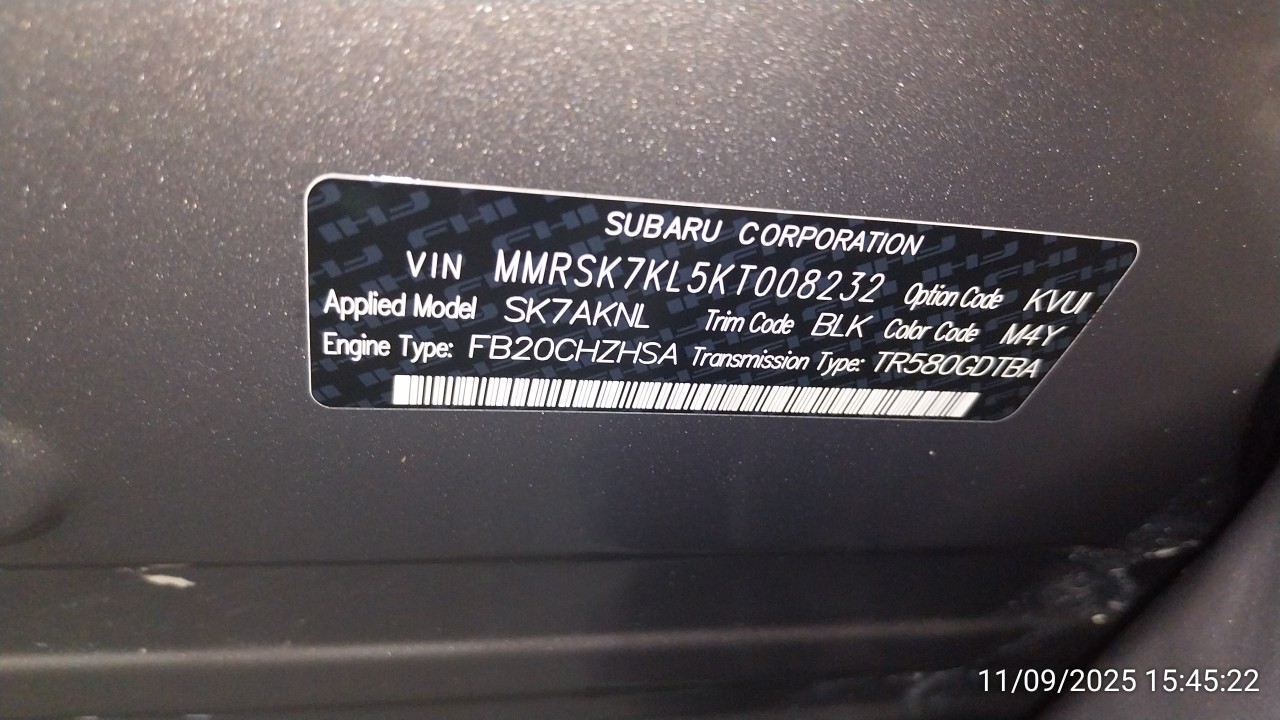 SUBARU CORPORATION
VIN MMRSK7KL5KT008232 Option Code KVUI
Applied Model SK7AKNL Trim Code BLK Color Code M4Y
Engine Type: FB20CHZHSA Transmission Type: TR580GDTBA
11/09/2025 15:45:22